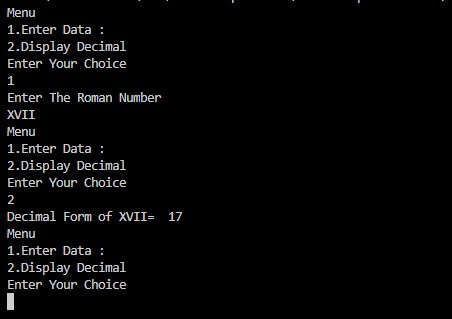 Menu
1.Enter Data :
2.Display Decimal
Enter Your Choice
1
Enter The Roman Number
XVII
Menu
1.Enter Data :
2.Display Decimal
Enter Your Choice
2
Decimal Form of XVII=  17
Menu
1.Enter Data :
2.Display Decimal
Enter Your Choice